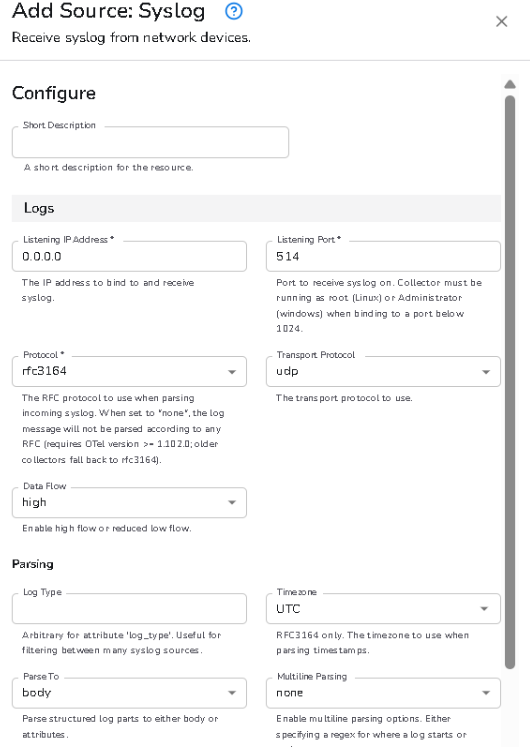 Add Source: Syslog
Receive syslog from network devices.
Configure
Short Description
A short description for the resource.
Logs
Listening IP Address *
0.0.0.0
The IP address to bind to and receive
syslog.
Listening Port *
514
Port to receive syslog on. Collector must be
running as root (Linux) or Administrator
(windows) when binding to a port below
1024.
Protocol *
rfc3164
The RFC protocol to use when parsing
incoming syslog. When set to "none", the log
message will not be parsed according to any
RFC (requires OTel version >= 1.102.0; older
collectors fall back to rfc3164).
Transport Protocol
udp
The transport protocol to use.
Data Flow
high
Enable high flow or reduced low flow.
Parsing
Log Type
Arbitrary for attribute 'log_type'. Useful for
filtering between many syslog sources.
Timezone
UTC
RFC3164 only. The timezone to use when
parsing timestamps.
Parse To
body
Parse structured log parts to either body or
attributes.
Multiline Parsing
none
Enable multiline parsing options. Either
specifying a regex for where a log starts or